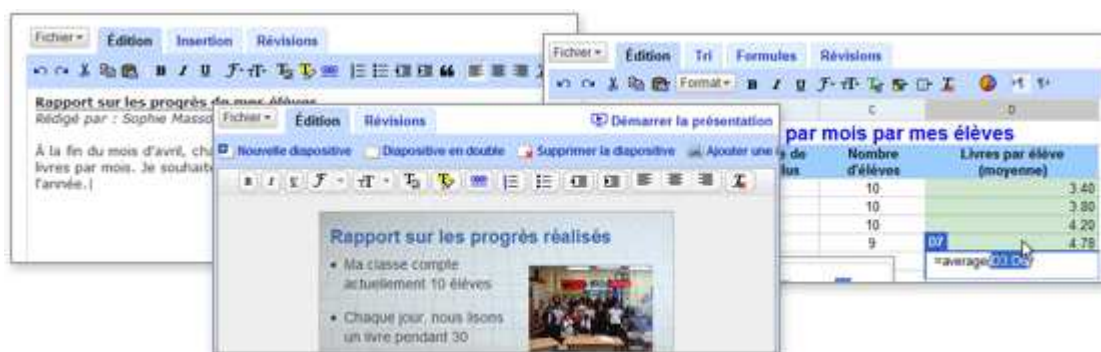 Fichier
Édition Insertion Révisions
Rapport sur les progrès de mes élèves
Rédigé par : Sophie Masso
À la fin du mois d'avril, cha
livres par mois. Je souhaite
l'année.
Fichier
Édition Révisions
Démarrer la présentation
Nouvelle diapositive Diapositive en double Supprimer la diapositive Ajouter une
Rapport sur les progrès réalisés
• Ma classe compte
actuellement 10 élèves
• Chaque jour, nous lisons
un livre pendant 30
Fichier
Édition Tri Formules Révisions
Format
C D
par mois par mes élèves
de Nombre Livres par élève
lus d'élèves (moyenne)
10 3.40
10 3.80
10 4.20
9 4.78
D7
=average(D3:D6